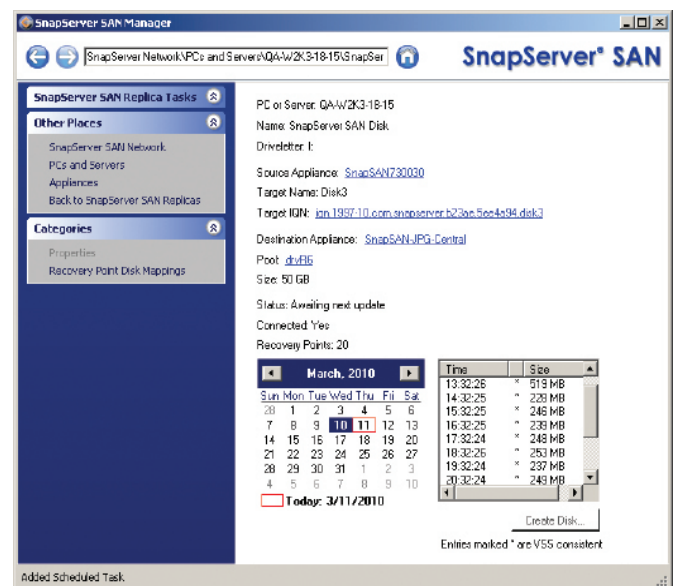 SnapServer SAN Manager
SnapServer Network\PCs and Servers\QA-W2K3-18-15\SnapSer
SnapServer® SAN
SnapServer SAN Replica Tasks
Other Places
SnapServer SAN Network
PCs and Servers
Appliances
Back to SnapServer SAN Replicas
Categories
Properties
Recovery Point Disk Mappings
PC or Server: QA-W2K3-18-15
Name: SnapServer SAN Disk
Driveletter: I:
Source Appliance: SnapSAN730030
Target Name: Disk3
Target IQN: iqn.1997-10.com.snapserver:b23ae.5ee4a94.disk3
Destination Appliance: SnapSAN-JPG-Central
Pool: drvR6
Size: 50 GB
Status: Awaiting next update
Connected: Yes
Recovery Points: 20
March, 2010
Sun Mon Tue Wed Thu Fri Sat
28 1 2 3 4 5 6
7 8 9 10 11 12 13
14 15 16 17 18 19 20
21 22 23 24 25 26 27
28 29 30 31 1 2 3
4 5 6 7 8 9 10
Today: 3/11/2010
Time Size
13:32:26 * 519 MB
14:32:25 * 228 MB
15:32:25 * 246 MB
16:32:25 * 239 MB
17:32:24 * 248 MB
18:32:26 * 253 MB
19:32:24 * 237 MB
20:32:24 * 249 MB
Create Disk...
Entries marked * are VSS consistent
Added Scheduled Task